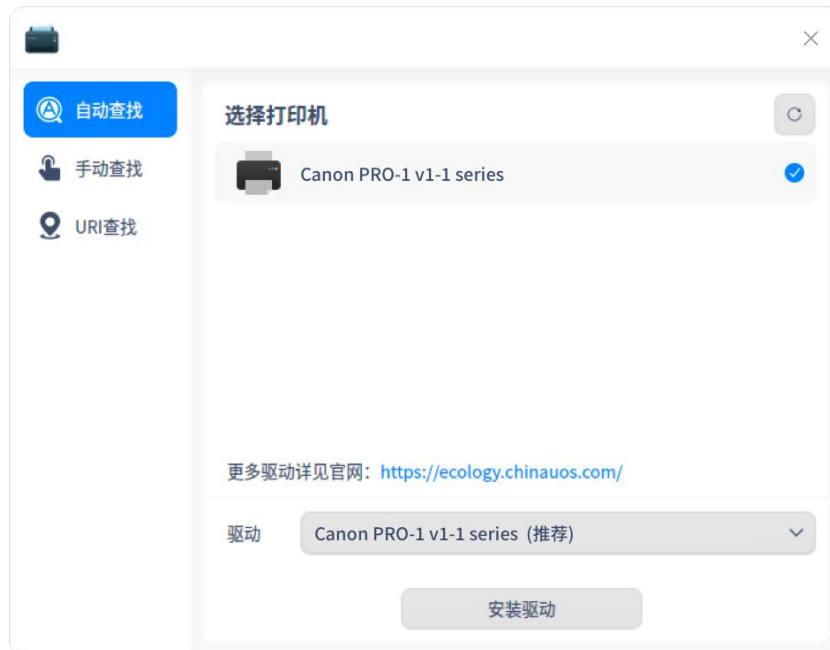 自动查找
手动查找
URI查找
选择打印机
Canon PRO-1 v1-1 series
更多驱动详见官网：https://ecology.chinauos.com/
驱动 Canon PRO-1 v1-1 series (推荐)
安装驱动